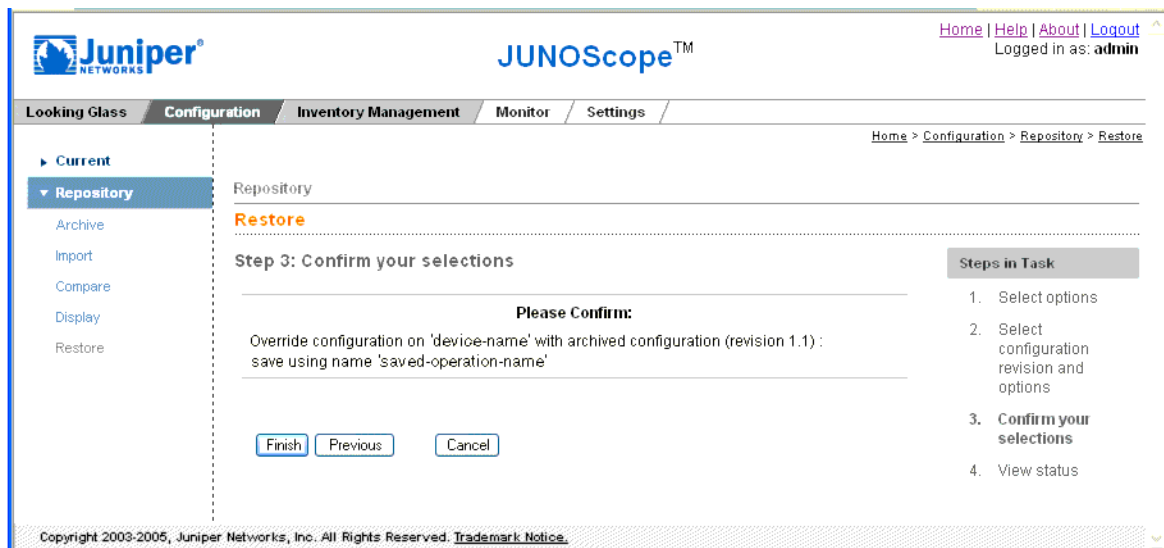 Juniper®
NETWORKS
JUNOScope™
Home | Help | About | Logout
Logged in as: admin
Looking Glass / Configuration / Inventory Management / Monitor / Settings /
Home > Configuration > Repository > Restore
Current
Repository
Archive
Import
Compare
Display
Restore
Repository
Restore
Step 3: Confirm your selections
Please Confirm:
Override configuration on 'device-name' with archived configuration (revision 1.1) :
save using name 'saved-operation-name'
Finish Previous Cancel
Steps in Task
1. Select options
2. Select
configuration
revision and
options
3. Confirm your
selections
4. View status
Copyright 2003-2005, Juniper Networks, Inc. All Rights Reserved. Trademark Notice.